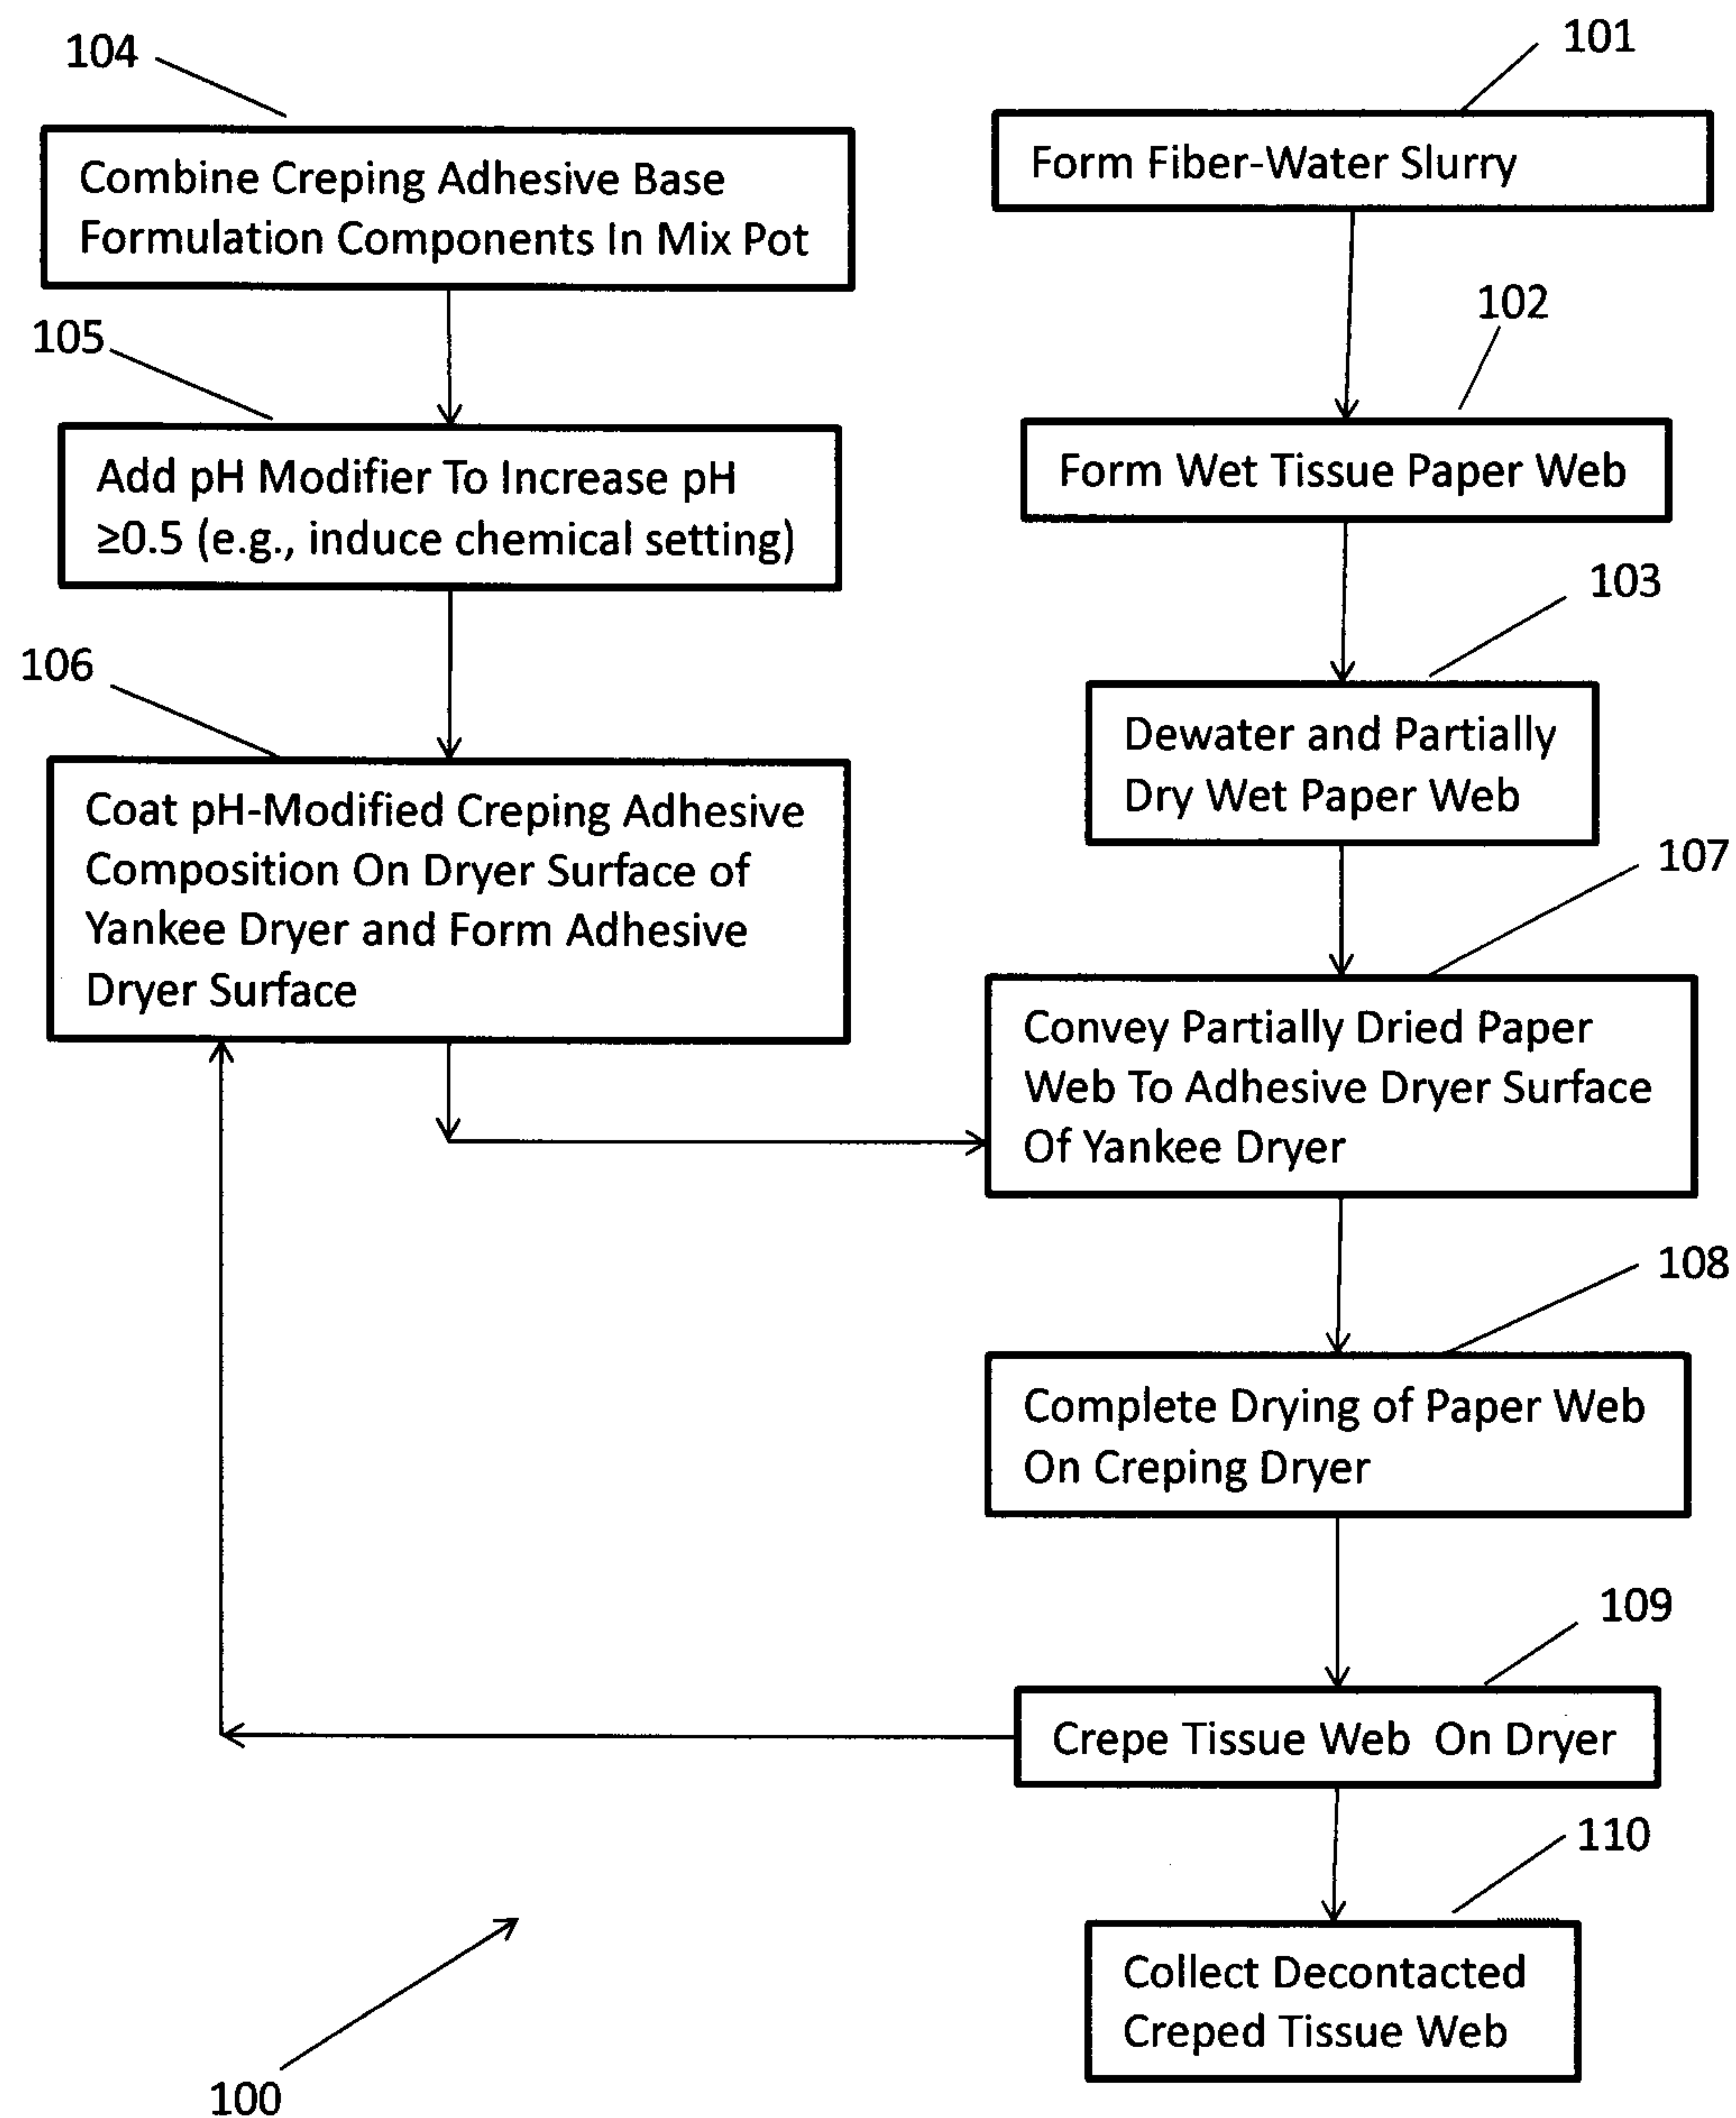 104
Combine Creping Adhesive Base
Formulation Components In Mix Pot
105
Add pH Modifier To Increase pH
≥0.5 (e.g., induce chemical setting)
106
Coat pH-Modified Creping Adhesive
Composition On Dryer Surface of
Yankee Dryer and Form Adhesive
Dryer Surface
101
Form Fiber-Water Slurry
102
Form Wet Tissue Paper Web
103
Dewater and Partially
Dry Wet Paper Web
107
Convey Partially Dried Paper
Web To Adhesive Dryer Surface
Of Yankee Dryer
108
Complete Drying of Paper Web
On Creping Dryer
109
Crepe Tissue Web On Dryer
110
Collect Decontacted
Creped Tissue Web
100